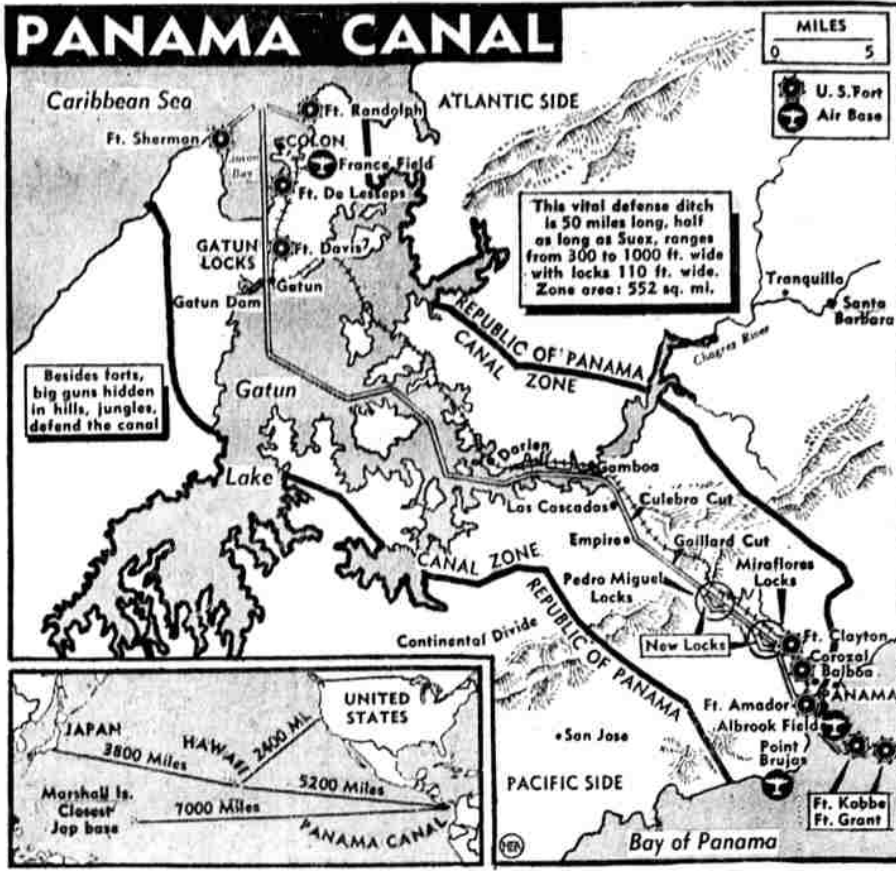 PANAMA CANAL
MILES
0 5
U.S. Fort
Air Base
Caribbean Sea
ATLANTIC SIDE
Ft. Randolph
Ft. Sherman
COLON
France Field
Bay
Ft. De Lesseps
GATUN
LOCKS
Ft. Davis
Gatun
Gatun Dam
This vital defense ditch
is 50 miles long, half
as long as Suez, ranges
from 300 to 1000 ft. wide
with locks 110 ft. wide.
Zone area: 552 sq. mi.
Tranquilla
Santa
Barbara
Chagres River
REPUBLIC OF PANAMA
CANAL ZONE
Besides forts,
big guns hidden
in hills, jungles,
defend the canal
Gatun
Lake
Darien
Gamboa
Las Cascadas
Culebra Cut
Empire
Gaillard Cut
Miraflores
Locks
Pedro Miguel
Locks
CANAL ZONE
REPUBLIC OF PANAMA
Continental Divide
New Locks
Ft. Clayton
Corozal
Balboa
PANAMA
Ft. Amador
Albrook Field
Point
Brujas
San Jose
PACIFIC SIDE
Ft. Kobbe
Ft. Grant
Bay of Panama
NEA
UNITED
STATES
JAPAN
HAWAII
2400 Mi.
3800 Miles
5200 Miles
Marshall Is.
Closest
Jap base
7000 Miles
PANAMA CANAL